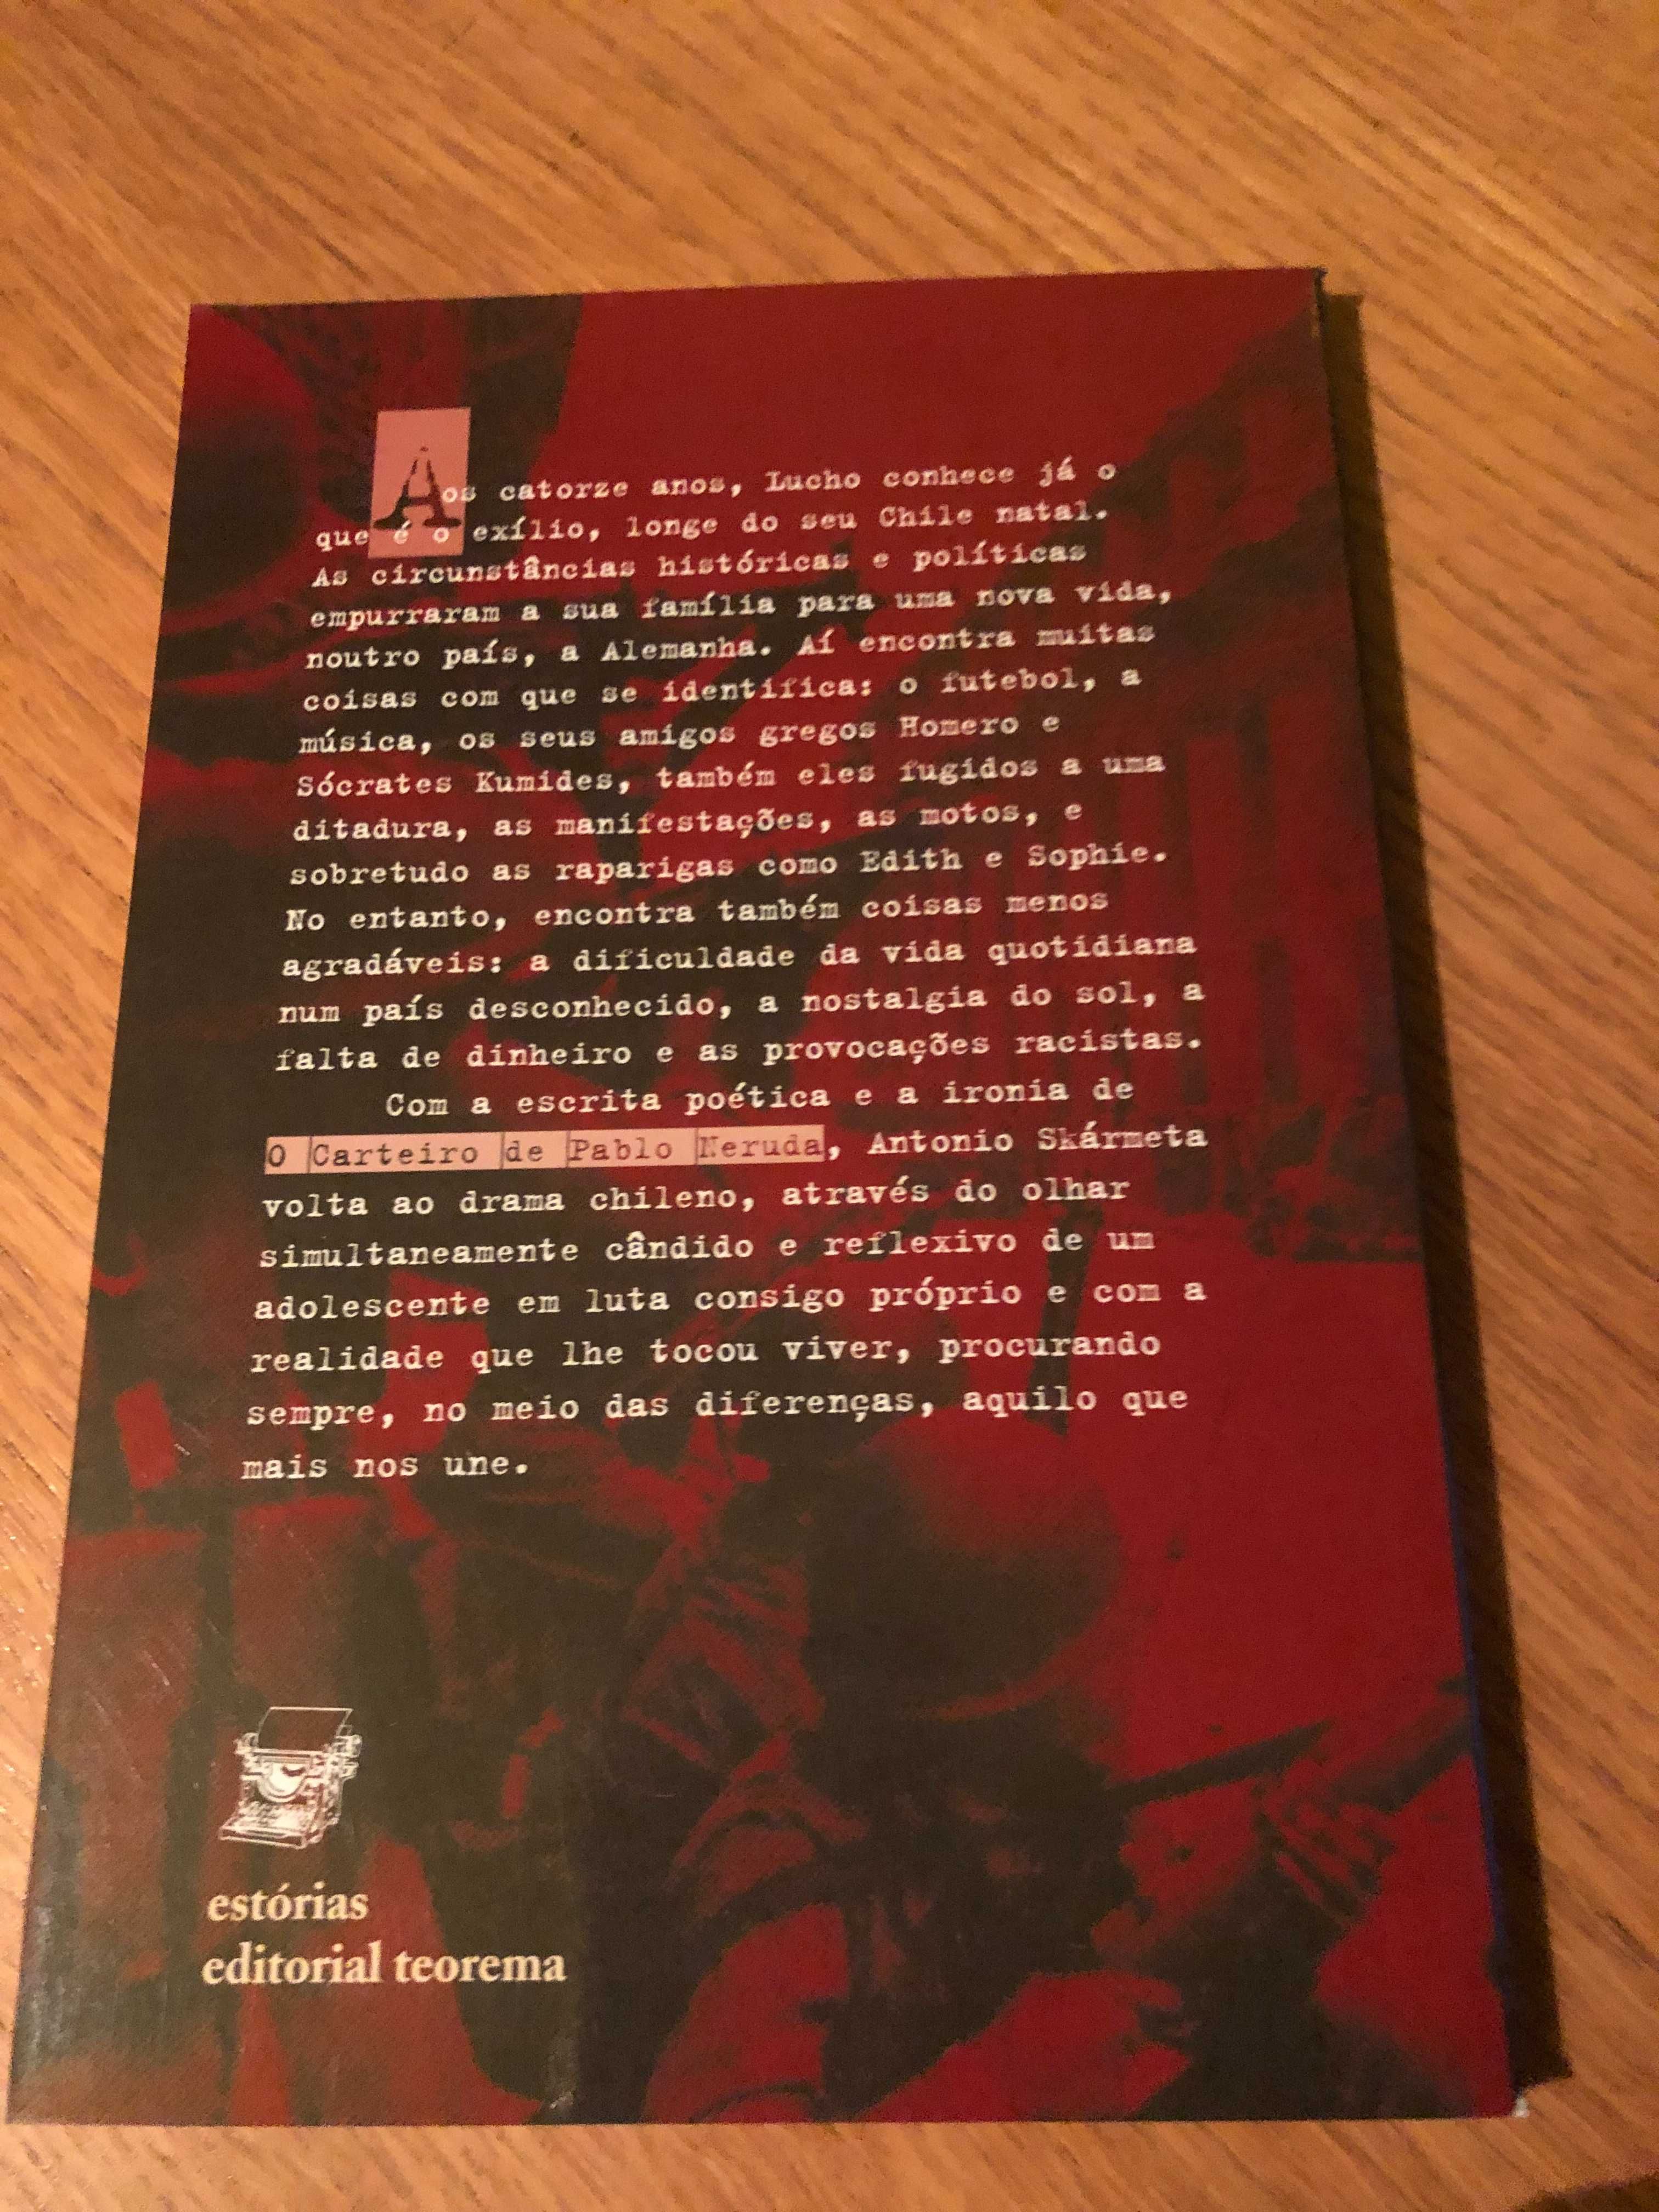 Aos catorze anos, Lucho conhece já o
que é o exílio, longe do seu Chile natal.
As circunstâncias históricas e políticas
empurraram a sua família para uma nova vida,
noutro país, a Alemanha. Aí encontra muitas
coisas com que se identifica: o futebol, a
música, os seus amigos gregos Homero e
Sócrates Kumides, também eles fugidos a uma
ditadura, as manifestações, as motos, e
sobretudo as raparigas como Edith e Sophie.
No entanto, encontra também coisas menos
agradáveis: a dificuldade da vida quotidiana
num país desconhecido, a nostalgia do sol, a
falta de dinheiro e as provocações racistas.
Com a escrita poética e a ironia de
O Carteiro de Pablo Neruda, Antonio Skármeta
volta ao drama chileno, através do olhar
simultaneamente cândido e reflexivo de um
adolescente em luta consigo próprio e com a
realidade que lhe tocou viver, procurando
sempre, no meio das diferenças, aquilo que
mais nos une.
estórias
editorial teorema